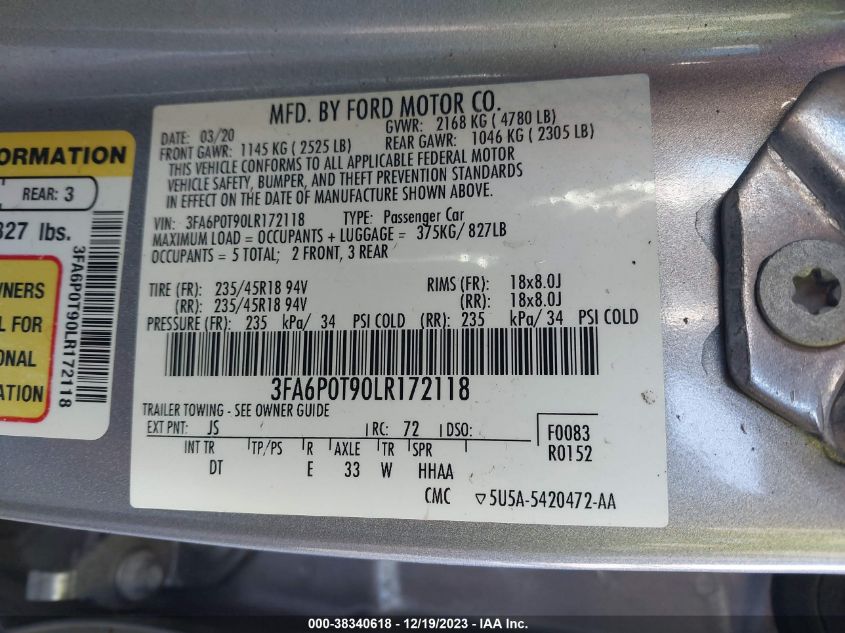 MFD. BY FORD MOTOR CO.
DATE: 03/20
GVWR: 2168 KG ( 4780 LB)
FRONT GAWR: 1145 KG ( 2525 LB)
REAR GAWR: 1046 KG ( 2305 LB)
THIS VEHICLE CONFORMS TO ALL APPLICABLE FEDERAL MOTOR
VEHICLE SAFETY, BUMPER, AND THEFT PREVENTION STANDARDS
IN EFFECT ON THE DATE OF MANUFACTURE SHOWN ABOVE.
VIN: 3FA6P0T90LR172118 TYPE: Passenger Car
MAXIMUM LOAD = OCCUPANTS + LUGGAGE = 375KG/ 827LB
OCCUPANTS = 5 TOTAL; 2 FRONT, 3 REAR
TIRE (FR): 235/45R18 94V RIMS (FR): 18x8.0J
(RR): 235/45R18 94V (RR): 18x8.0J
PRESSURE (FR): 235 kPa/ 34 PSI COLD (RR): 235 kPa/ 34 PSI COLD
3FA6P0T90LR172118
TRAILER TOWING - SEE OWNER GUIDE
EXT PNT: JS RC: 72 DSO:
INT TR TP/PS R AXLE TR SPR
DT E 33 W HHAA
F0083
R0152
CMC ▽5U5A-5420472-AA
ORMATION
REAR: 3
327 lbs.
WNERS
L FOR
ONAL
ATION
3FA6P0T90LR172118
000-38340618 - 12/19/2023 - IAA Inc.